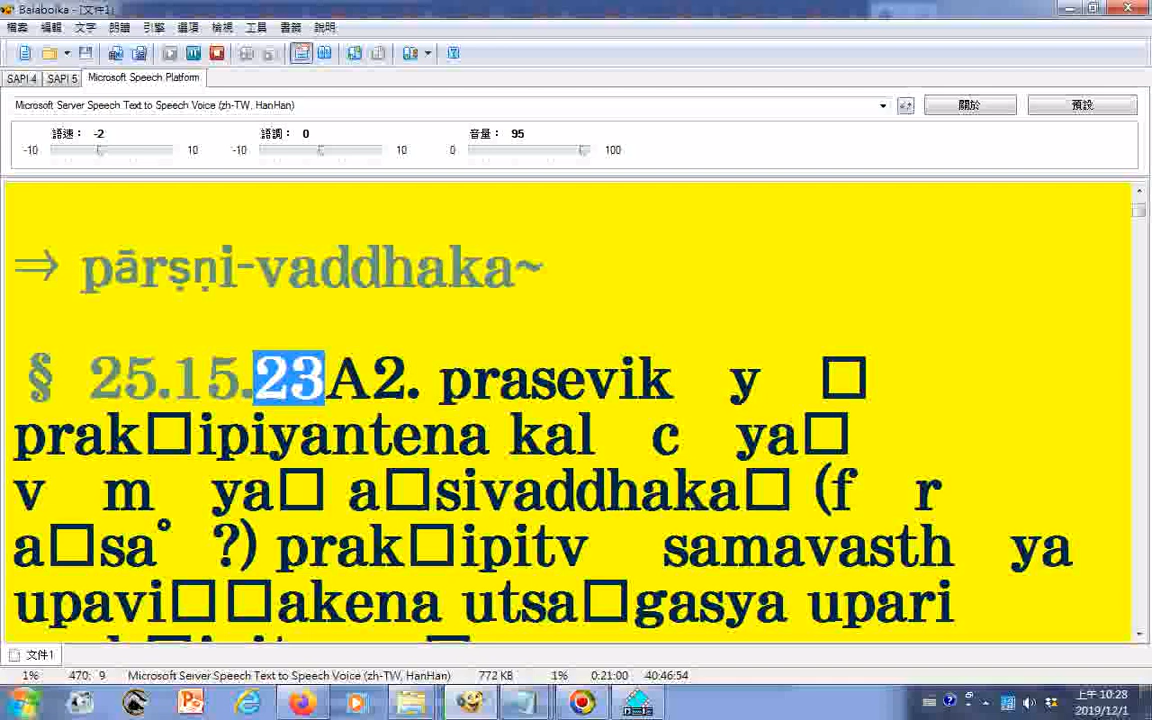 Balabolka - [文件1]
檔案 編輯 文字 朗讀 引擎 選項 檢視 工具 書籤 說明
SAPI 4 SAPI 5 Microsoft Speech Platform
Microsoft Server Speech Text to Speech Voice (zh-TW, HanHan) 關於 預設
語速： -2 語調： 0 音量： 95
-10 10 -10 10 0 100
⇒ pārṣṇi-vaddhaka~
§ 25.15.23A2. prasevik y □
prak□ipiyantena kal c ya□
v m ya□ a□sivaddhaka□ (f r
a□sa˚ ?) prak□ipitv samavasth ya
upavi□□akena utsa□gasya upari
文件1
1% 470; 9 Microsoft Server Speech Text to Speech Voice (zh-TW, HanHan) 772 KB 1% 0:21:00 40:46:54
上午 10:28
2019/12/1